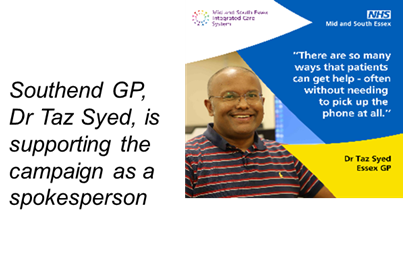 Southend GP,
Dr Taz Syed, is
supporting the
campaign as a
spokesperson
Mid and South Essex
Integrated Care
System
NHS
Mid and South Essex
"There are so many
ways that patients
can get help - often
without needing
to pick up the
phone at all."
Dr Taz Syed
Essex GP